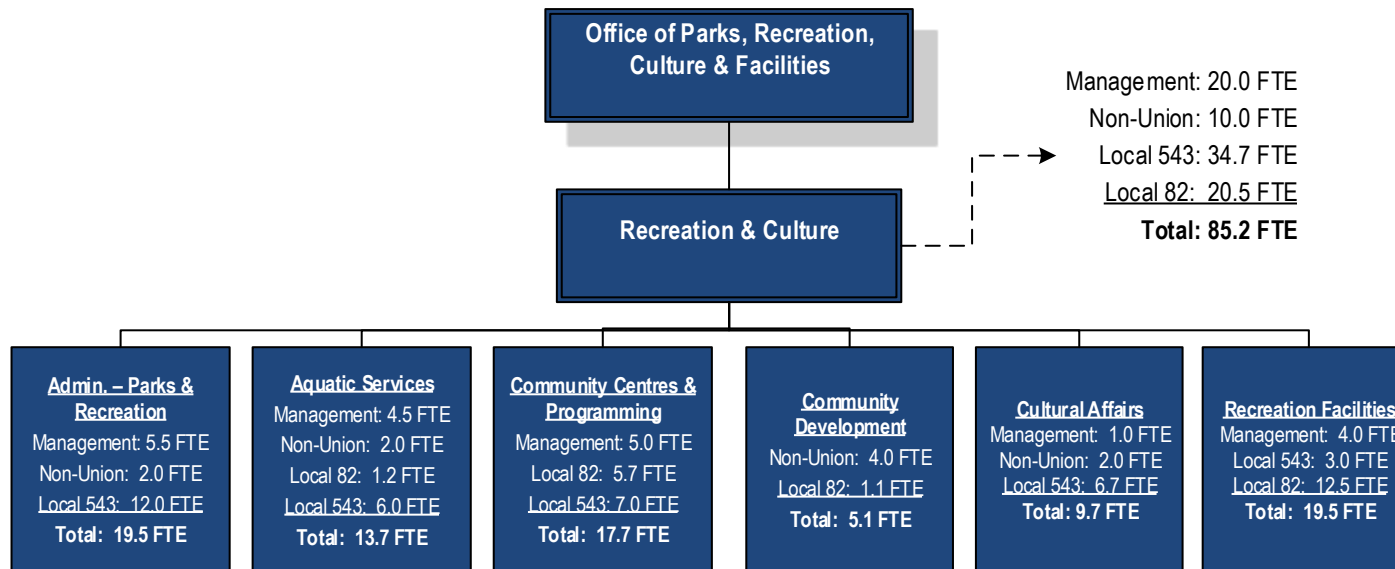 Office of Parks, Recreation,
Culture & Facilities
Management: 20.0 FTE
Non-Union: 10.0 FTE
Local 543: 34.7 FTE
Local 82: 20.5 FTE
Total: 85.2 FTE
Recreation & Culture
Admin. – Parks &
Recreation
Management: 5.5 FTE
Non-Union: 2.0 FTE
Local 543: 12.0 FTE
Total: 19.5 FTE
Aquatic Services
Management: 4.5 FTE
Non-Union: 2.0 FTE
Local 82: 1.2 FTE
Local 543: 6.0 FTE
Total: 13.7 FTE
Community Centres &
Programming
Management: 5.0 FTE
Local 82: 5.7 FTE
Local 543: 7.0 FTE
Total: 17.7 FTE
Community
Development
Non-Union: 4.0 FTE
Local 82: 1.1 FTE
Total: 5.1 FTE
Cultural Affairs
Management: 1.0 FTE
Non-Union: 2.0 FTE
Local 543: 6.7 FTE
Total: 9.7 FTE
Recreation Facilities
Management: 4.0 FTE
Local 543: 3.0 FTE
Local 82: 12.5 FTE
Total: 19.5 FTE